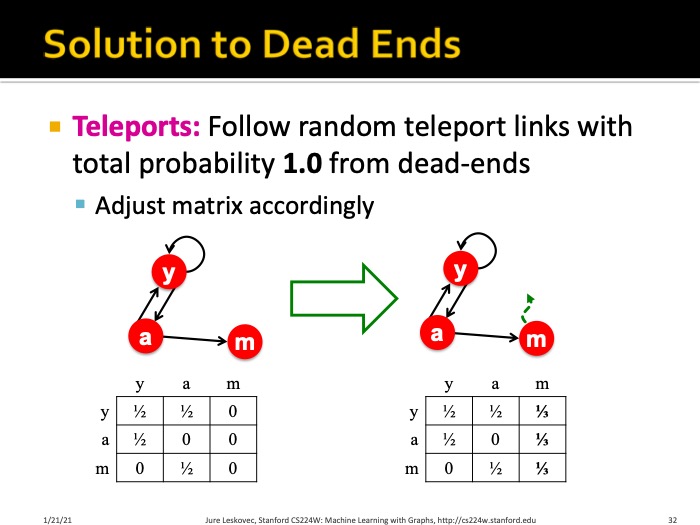 Solution to Dead Ends
Teleports: Follow random teleport links with
total probability 1.0 from dead-ends
Adjust matrix accordingly
y
a
m
y
a
m
y a m
y ½ ½ 0
a ½ 0 0
m 0 ½ 0
y a m
y ½ ½ ⅓
a ½ 0 ⅓
m 0 ½ ⅓
1/21/21
Jure Leskovec, Stanford CS224W: Machine Learning with Graphs, http://cs224w.stanford.edu
32